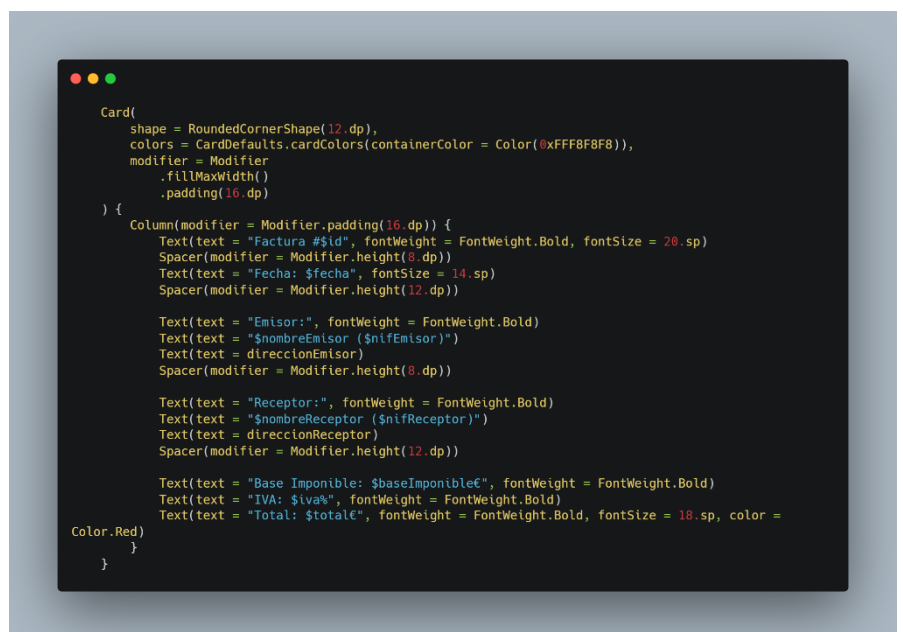 Card(
shape = RoundedCornerShape(12.dp),
colors = CardDefaults.cardColors(containerColor = Color(0xFFF8F8F8)),
modifier = Modifier
.fillMaxWidth()
.padding(16.dp)
) {
Column(modifier = Modifier.padding(16.dp)) {
Text(text = "Factura #$id", fontWeight = FontWeight.Bold, fontSize = 20.sp)
Spacer(modifier = Modifier.height(8.dp))
Text(text = "Fecha: $fecha", fontSize = 14.sp)
Spacer(modifier = Modifier.height(12.dp))
Text(text = "Emisor:", fontWeight = FontWeight.Bold)
Text(text = "$nombreEmisor ($nifEmisor)")
Text(text = direccionEmisor)
Spacer(modifier = Modifier.height(8.dp))
Text(text = "Receptor:", fontWeight = FontWeight.Bold)
Text(text = "$nombreReceptor ($nifReceptor)")
Text(text = direccionReceptor)
Spacer(modifier = Modifier.height(12.dp))
Text(text = "Base Imponible: $baseImponible€", fontWeight = FontWeight.Bold)
Text(text = "IVA: $iva%", fontWeight = FontWeight.Bold)
Text(text = "Total: $total€", fontWeight = FontWeight.Bold, fontSize = 18.sp, color =
Color.Red)
}
}